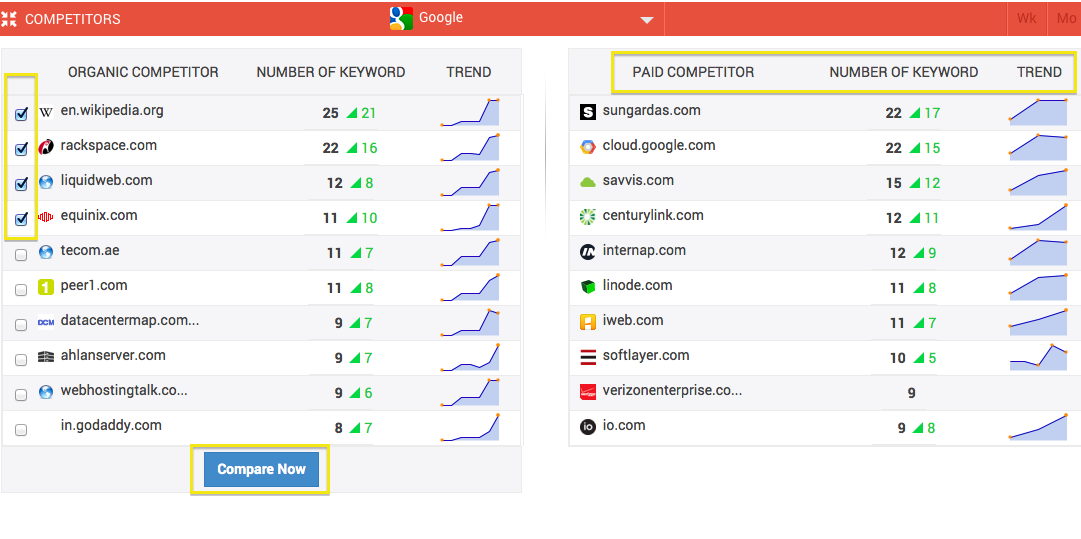 COMPETITORS Google Wk Mo
ORGANIC COMPETITOR NUMBER OF KEYWORD TREND
W en.wikipedia.org 25 21
rackspace.com 22 16
liquidweb.com 12 8
equinix.com 11 10
tecom.ae 11 7
1 peer1.com 11 8
DCM datacentermap.com... 9 7
ahlanserver.com 9 7
webhostingtalk.co... 9 6
in.godaddy.com 8 7
Compare Now
PAID COMPETITOR NUMBER OF KEYWORD TREND
S sungardas.com 22 17
cloud.google.com 22 15
savvis.com 15 12
centurylink.com 12 11
IN internap.com 12 9
linode.com 11 8
iweb.com 11 7
softlayer.com 10 5
verizonenterprise.co... 9
io io.com 9 8